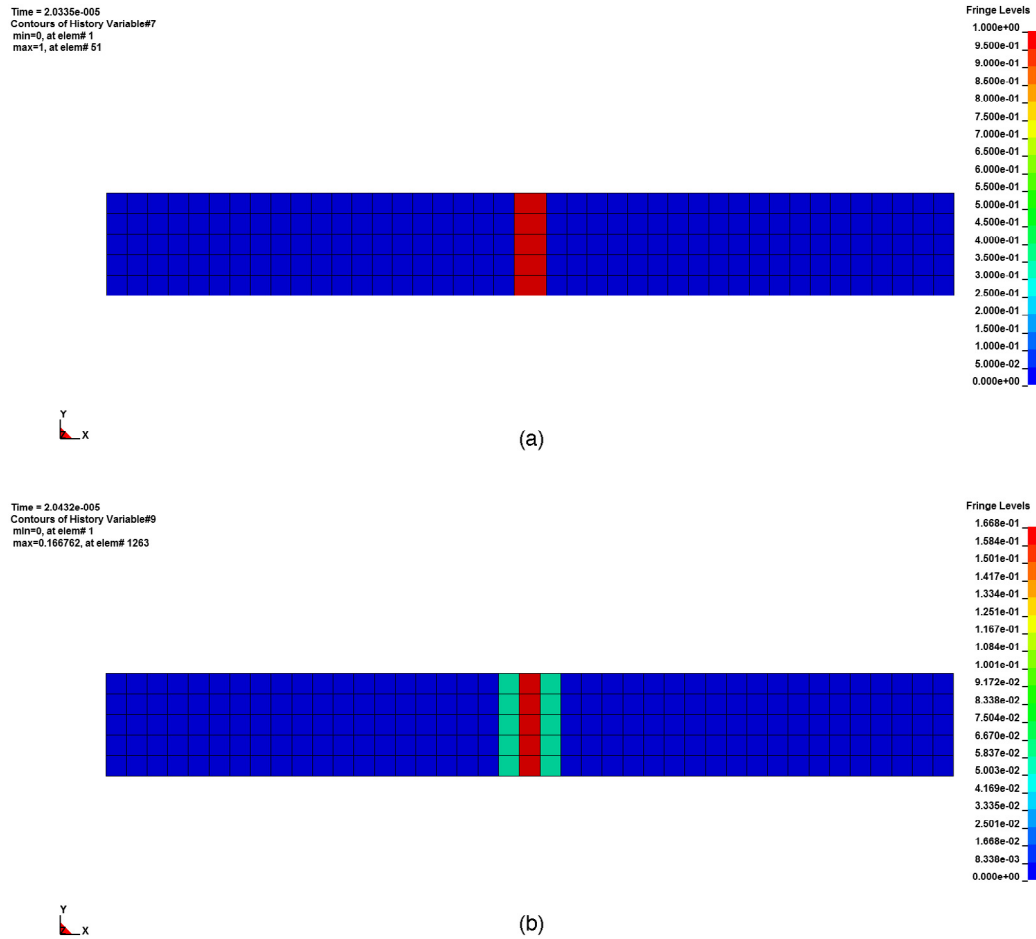 Time = 2.0335e-005
Contours of History Variable#7
min=0, at elem# 1
max=1, at elem# 51
Fringe Levels
1.000e+00
9.500e-01
9.000e-01
8.500e-01
8.000e-01
7.500e-01
7.000e-01
6.500e-01
6.000e-01
5.500e-01
5.000e-01
4.500e-01
4.000e-01
3.500e-01
3.000e-01
2.500e-01
2.000e-01
1.500e-01
1.000e-01
5.000e-02
0.000e+00
Y
X
(a)
Time = 2.0432e-005
Contours of History Variable#9
min=0, at elem# 1
max=0.166762, at elem# 1263
Fringe Levels
1.668e-01
1.584e-01
1.501e-01
1.417e-01
1.334e-01
1.251e-01
1.167e-01
1.084e-01
1.001e-01
9.172e-02
8.338e-02
7.504e-02
6.670e-02
5.837e-02
5.003e-02
4.169e-02
3.335e-02
2.501e-02
1.668e-02
8.338e-03
0.000e+00
Y
X
(b)